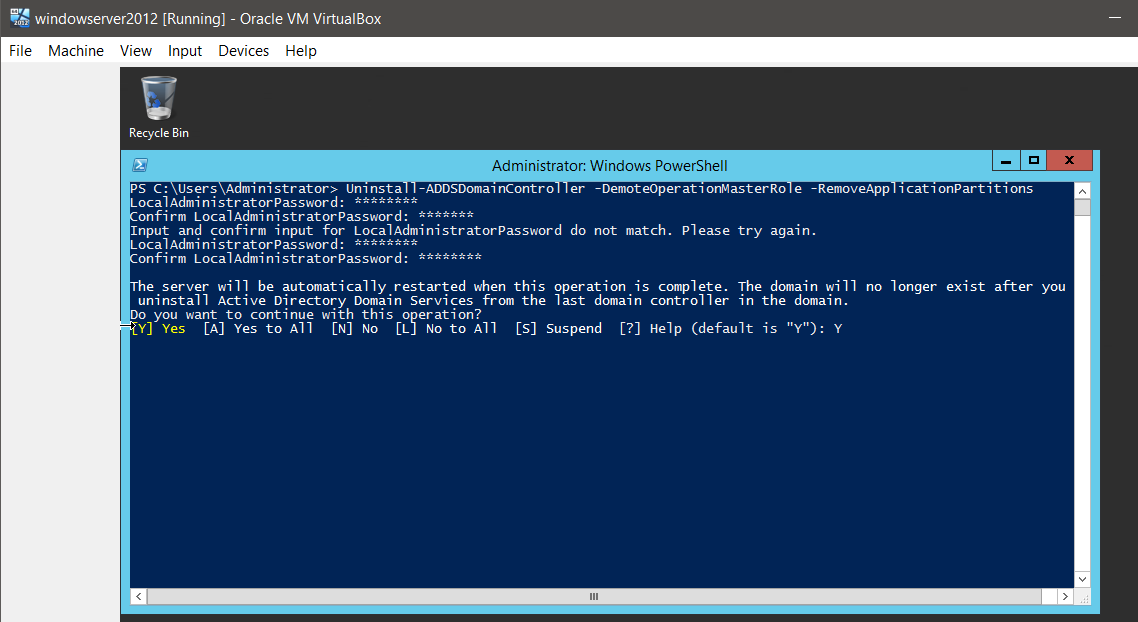 windowserver2012 [Running] - Oracle VM VirtualBox
File Machine View Input Devices Help
Recycle Bin
Administrator: Windows PowerShell
PS C:\Users\Administrator> Uninstall-ADDSDomainController -DemoteOperationMasterRole -RemoveApplicationPartitions
LocalAdministratorPassword: ********
Confirm LocalAdministratorPassword: *******
Input and confirm input for LocalAdministratorPassword do not match. Please try again.
LocalAdministratorPassword: ********
Confirm LocalAdministratorPassword: ********
The server will be automatically restarted when this operation is complete. The domain will no longer exist after you
uninstall Active Directory Domain Services from the last domain controller in the domain.
Do you want to continue with this operation?
[Y] Yes [A] Yes to All [N] No [L] No to All [S] Suspend [?] Help (default is "Y"): Y